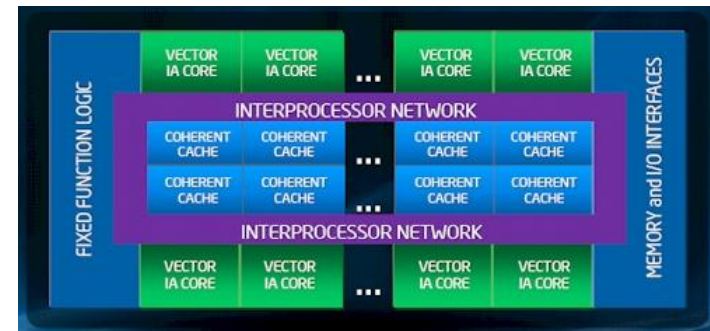 FIXED FUNCTION LOGIC
VECTOR IA CORE
VECTOR IA CORE
...
VECTOR IA CORE
VECTOR IA CORE
INTERPROCESSOR NETWORK
COHERENT CACHE
COHERENT CACHE
...
COHERENT CACHE
COHERENT CACHE
COHERENT CACHE
COHERENT CACHE
...
COHERENT CACHE
COHERENT CACHE
INTERPROCESSOR NETWORK
VECTOR IA CORE
VECTOR IA CORE
...
VECTOR IA CORE
VECTOR IA CORE
MEMORY and I/O INTERFACES